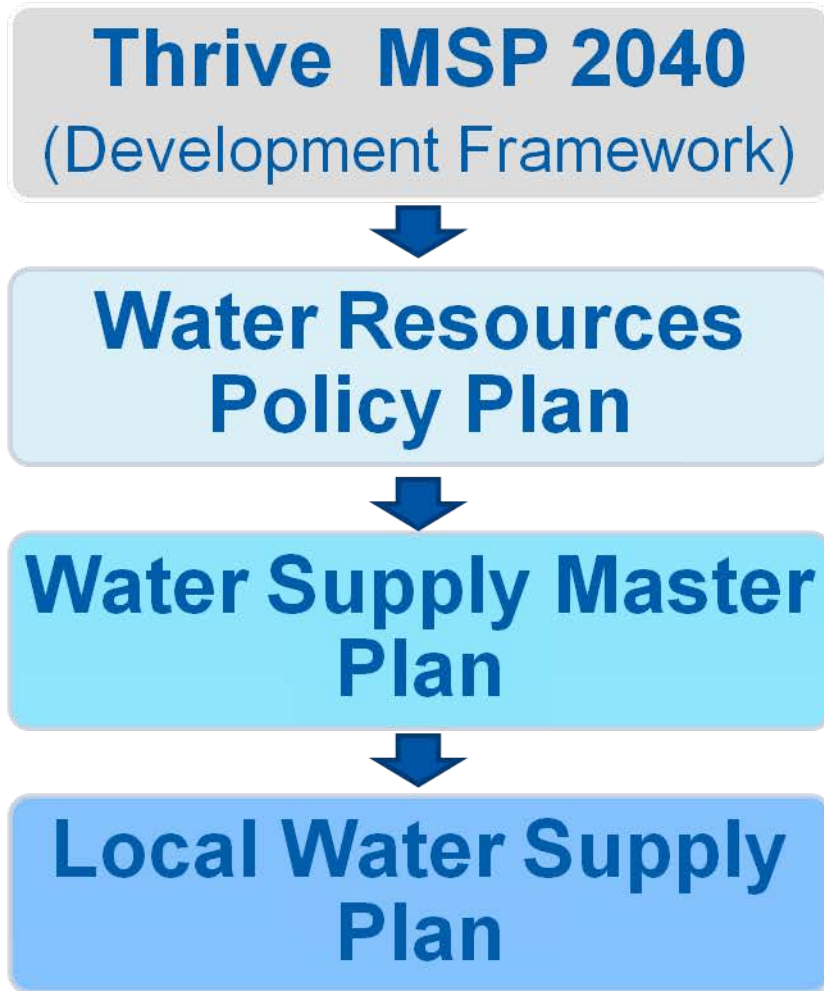 Thrive MSP 2040
(Development Framework)
Water Resources
Policy Plan
Water Supply Master
Plan
Local Water Supply
Plan